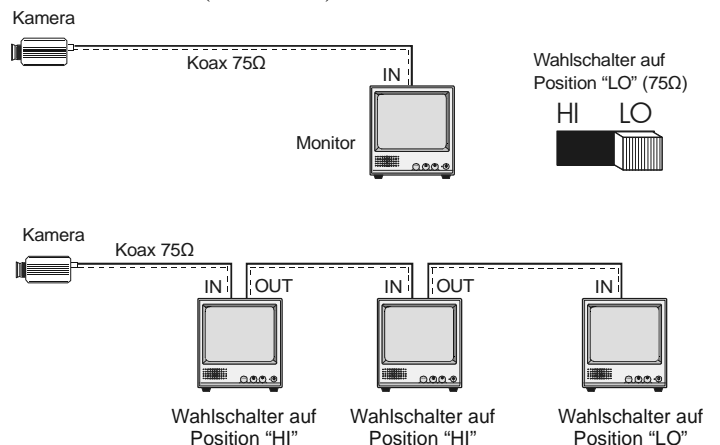 Kamera
Koax 75Ω
IN
Monitor
Wahlschalter auf
Position “LO” (75Ω)
HI LO
Kamera
Koax 75Ω
IN OUT IN OUT IN
Wahlschalter auf
Position “HI”
Wahlschalter auf
Position “HI”
Wahlschalter auf
Position “LO”